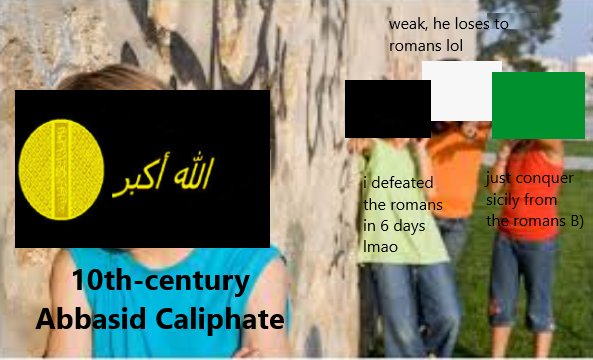 weak, he loses to
romans lol
الله أكبر
i defeated
the romans
in 6 days
lmao
just conquer
sicily from
the romans B)
10th-century
Abbasid Caliphate